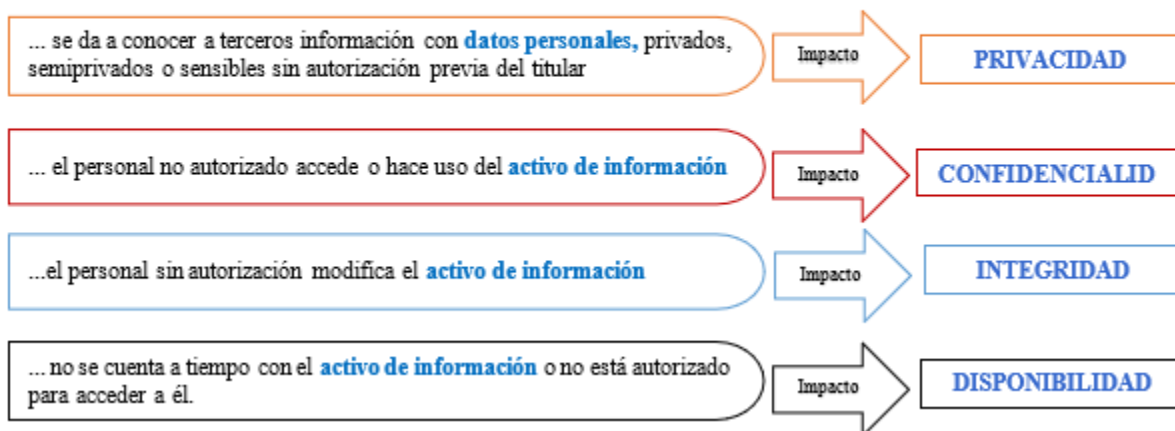 ... se da a conocer a terceros información con datos personales, privados,
semiprivados o sensibles sin autorización previa del titular
Impacto
PRIVACIDAD
... el personal no autorizado accede o hace uso del activo de información
Impacto
CONFIDENCIALID
...el personal sin autorización modifica el activo de información
Impacto
INTEGRIDAD
... no se cuenta a tiempo con el activo de información o no está autorizado
para acceder a él.
Impacto
DISPONIBILIDAD